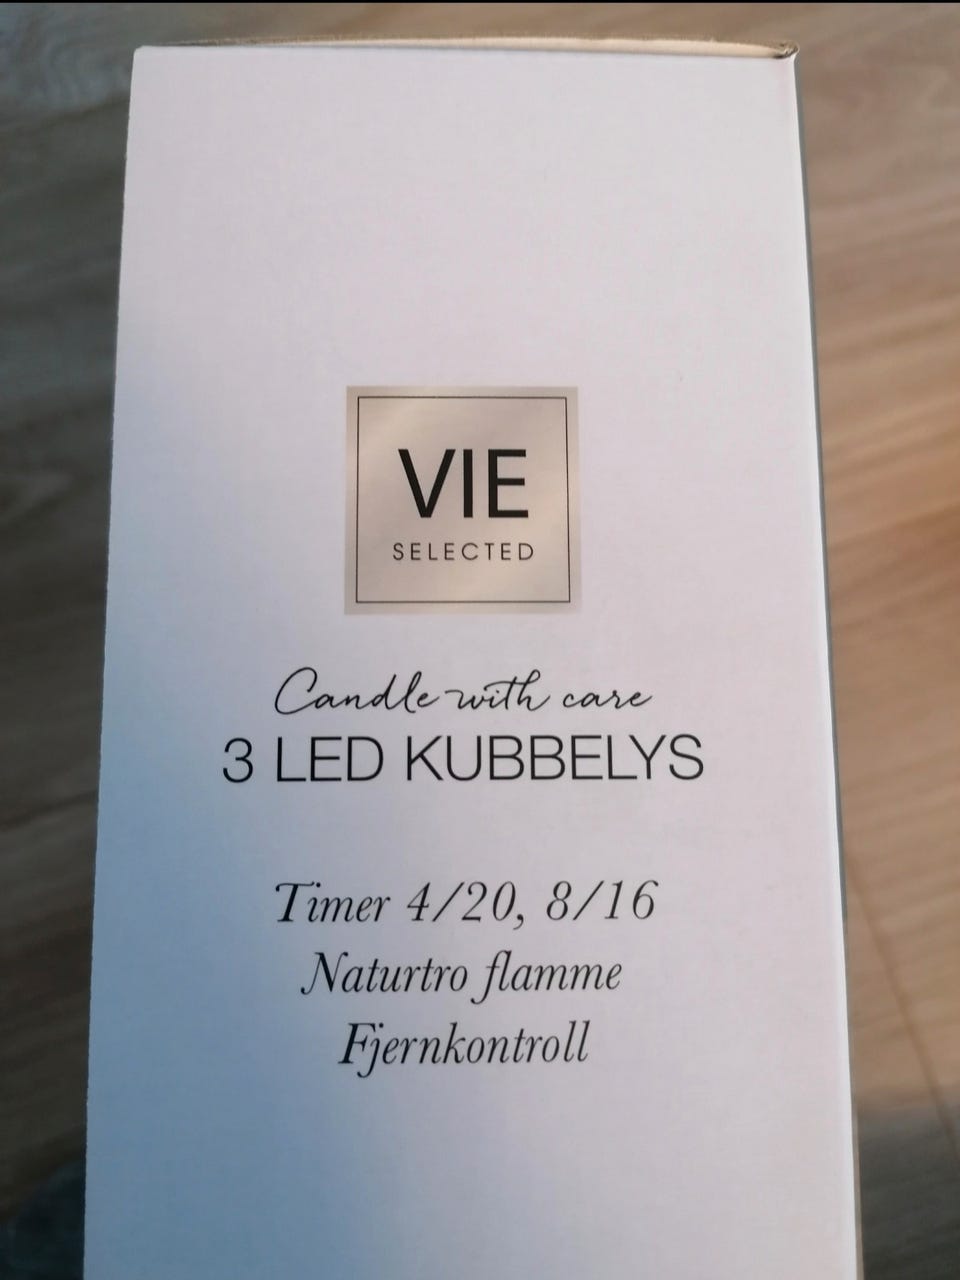 VIE
SELECTED
Candle with care
3 LED KUBBELYS
Timer 4/20, 8/16
Naturtro flamme
Fjernkontroll